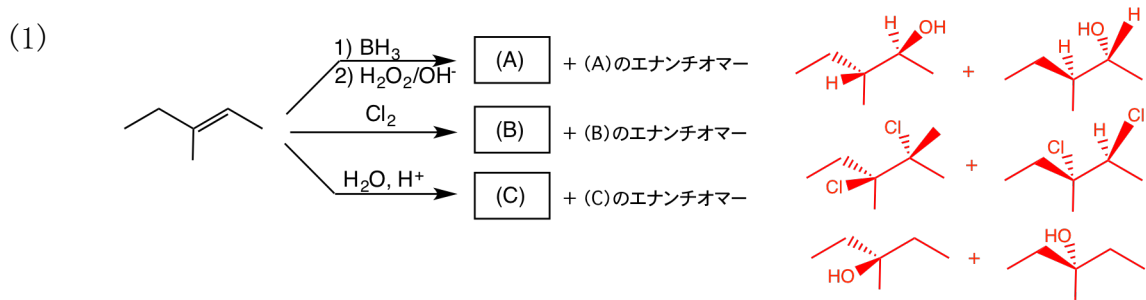 (1)
1) BH₃
2) H₂O₂/OH⁻
(A) + (A)のエナンチオマー
Cl₂
(B) + (B)のエナンチオマー
H₂O, H⁺
(C) + (C)のエナンチオマー
H OH H + HO H H
Cl Cl + Cl H Cl
HO + HO